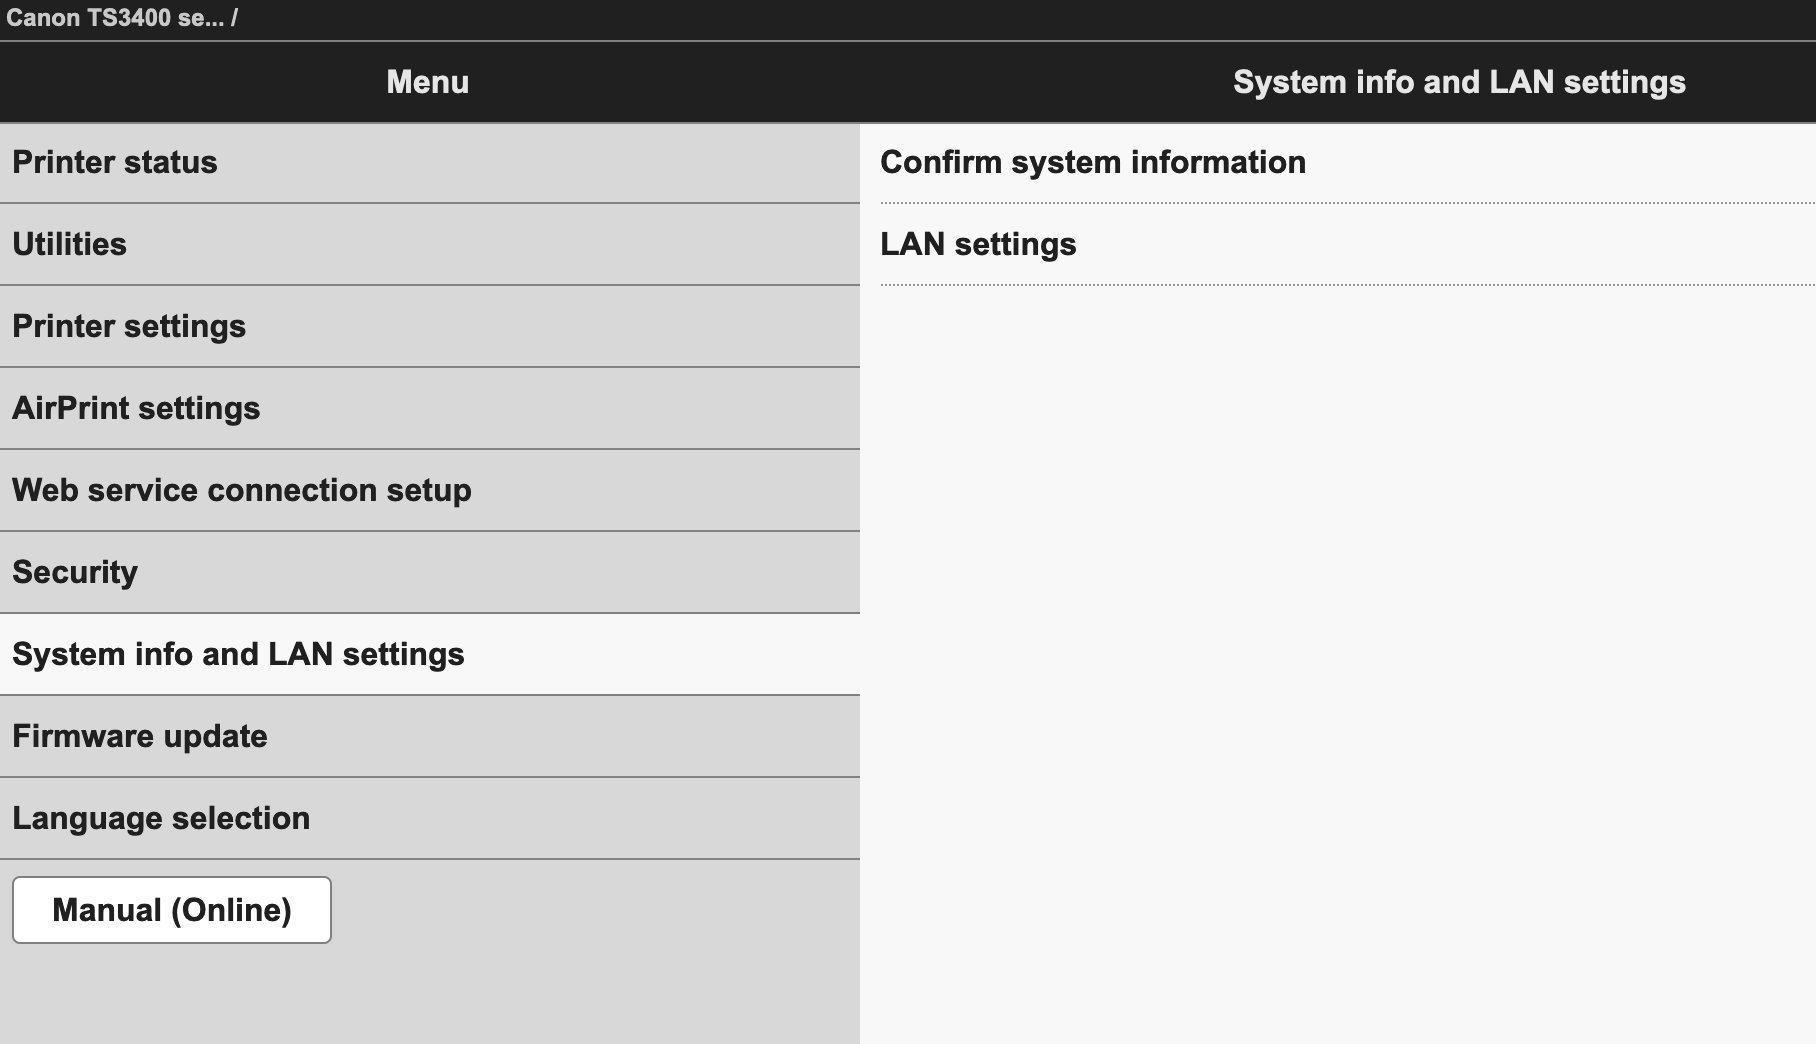 Canon TS3400 se... /
Menu
System info and LAN settings
Printer status
Utilities
Printer settings
AirPrint settings
Web service connection setup
Security
System info and LAN settings
Firmware update
Language selection
Manual (Online)
Confirm system information
LAN settings